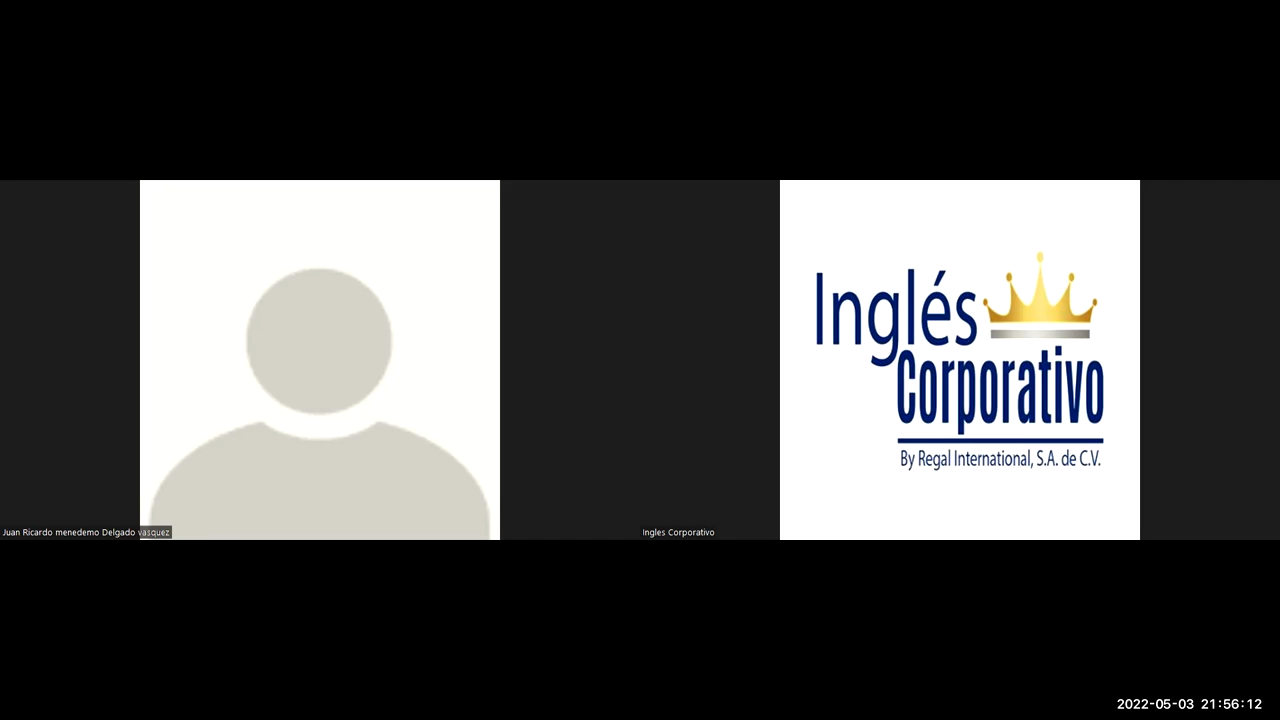 Inglés
Corporativo
By Regal International, S.A. de C.V.
Juan Ricardo menedemo Delgado vasquez
Ingles Corporativo
2022-05-03 21:56:12